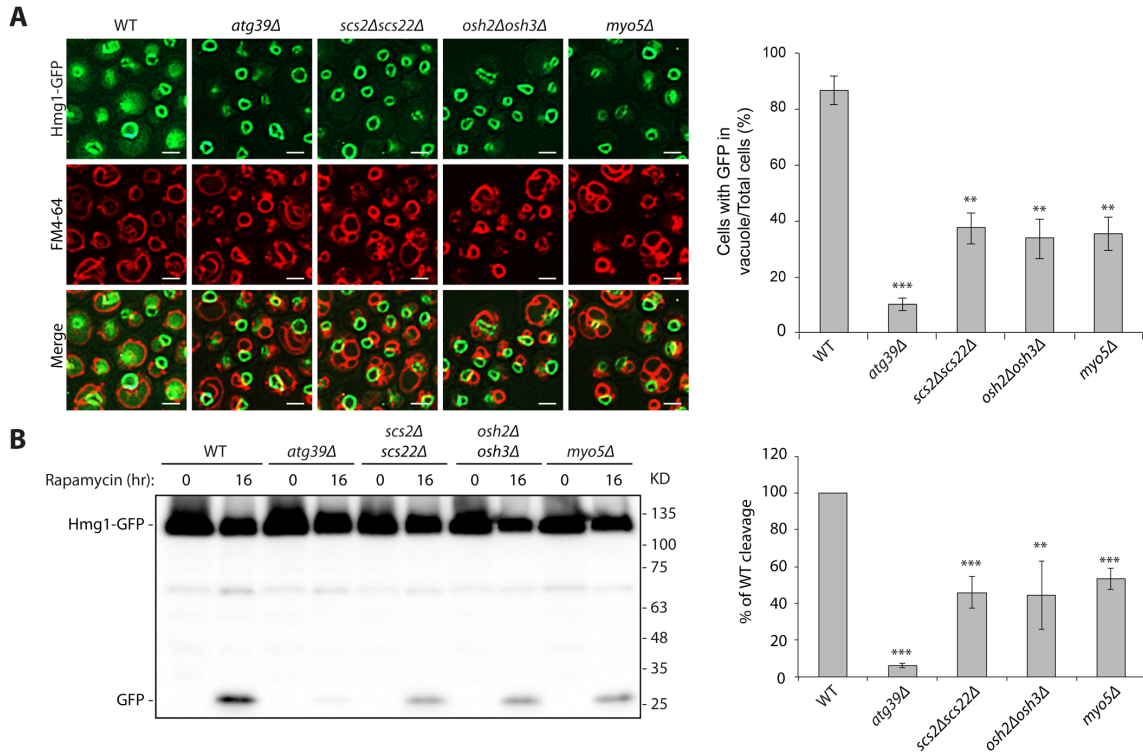 A
WT
atg39Δ
scs2Δscs22Δ
osh2Δosh3Δ
myo5Δ
Hmg1-GFP
FM4-64
Merge
Cells with GFP in
vacuole/Total cells (%)
100
80
60
40
20
0
**
**
**
***
WT
atg39Δ
scs2Δscs22Δ
osh2Δosh3Δ
myo5Δ
B
WT
atg39Δ
scs2Δ
scs22Δ
osh2Δ
osh3Δ
myo5Δ
Rapamycin (hr): 0 16 0 16 0 16 0 16 0 16 KD
Hmg1-GFP -
GFP -
- 135
- 100
- 75
- 63
- 48
- 35
- 25
% of WT cleavage
120
100
80
60
40
20
0
***
***
**
***
WT
atg39Δ
scs2Δscs22Δ
osh2Δosh3Δ
myo5Δ